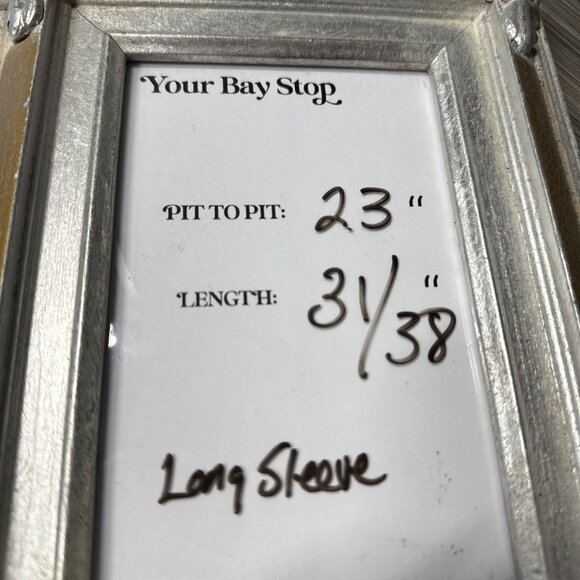 Your Bay Stop
PIT TO PIT: 23"
LENGTH: 31/38"
Long Sleeve